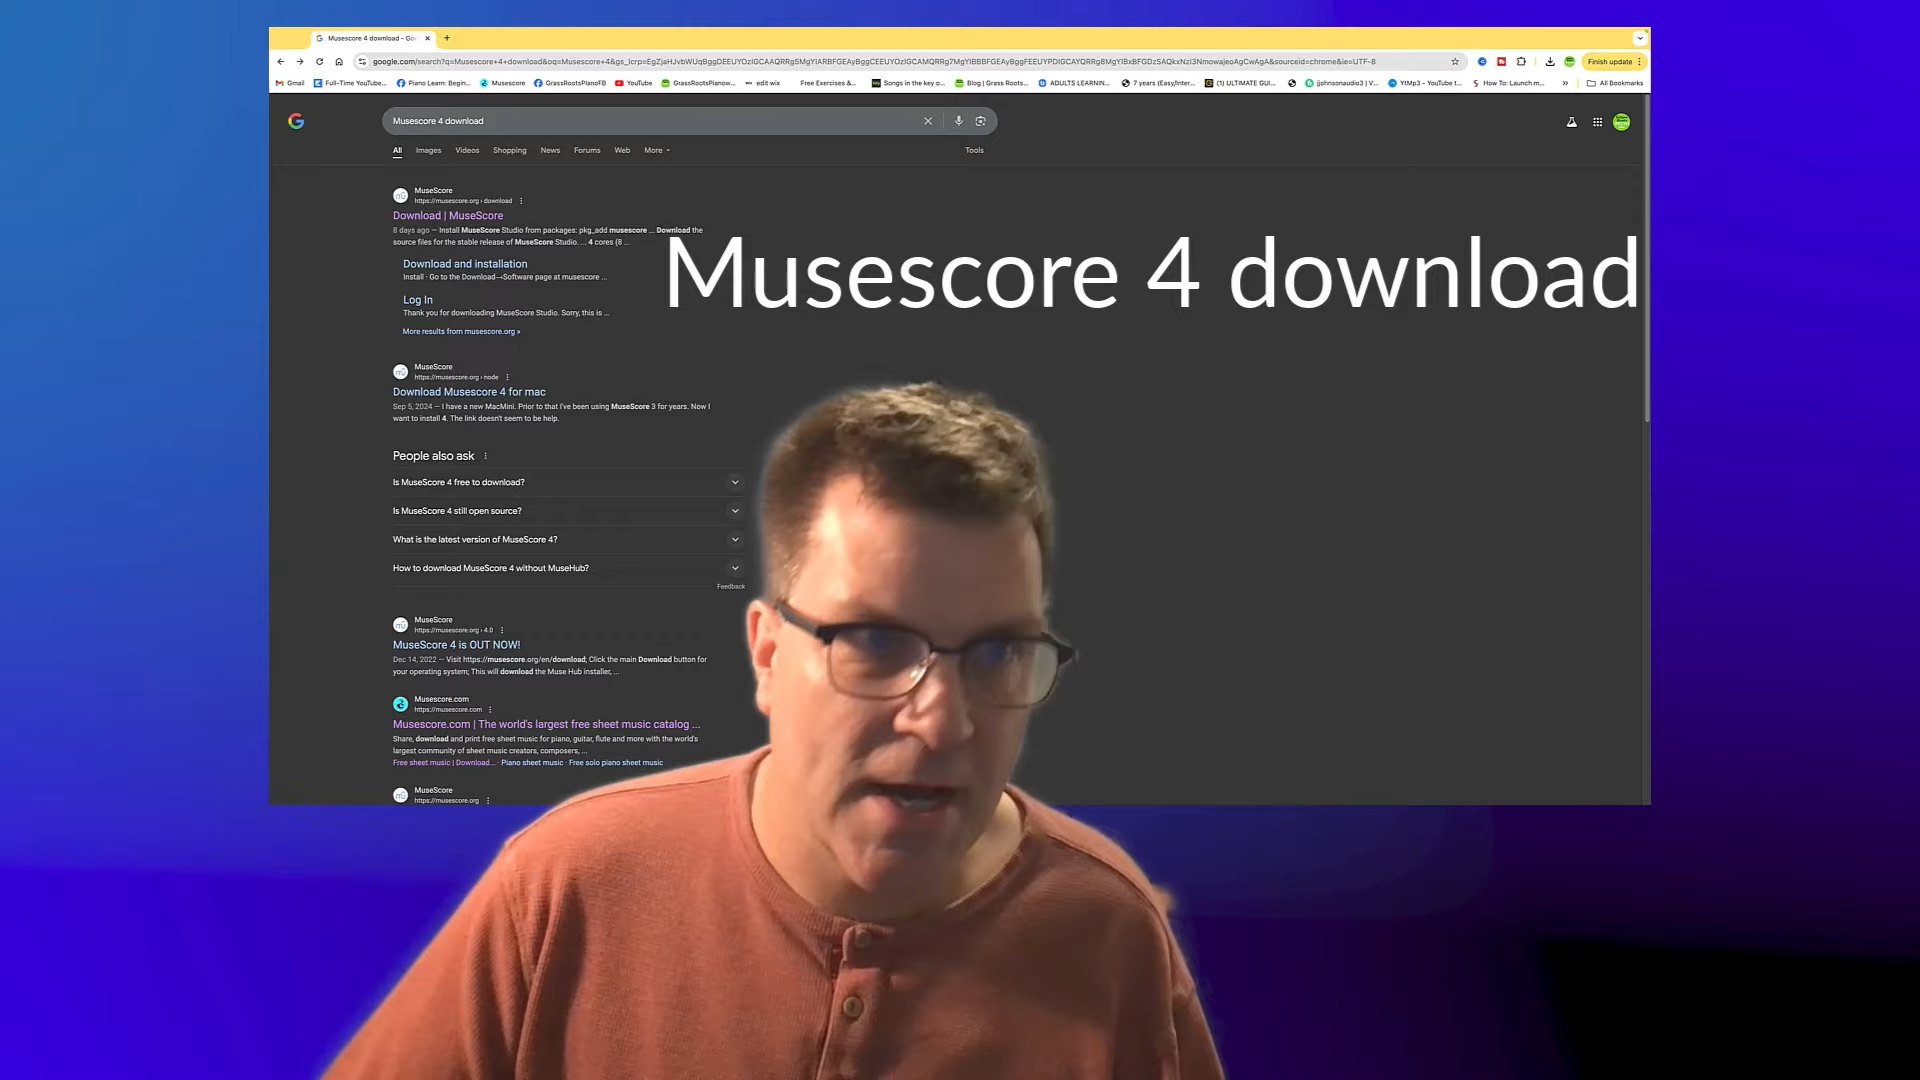 Musescore 4 download - Goo
google.com/search?q=Musescore+4+download&oq=Musescore+4&gs_lcrp=
Finish update
Gmail
Full-Time YouTube...
Piano Learn: Begin...
Musescore
GrassRootsPianoFB
YouTube
GrassRootsPianow...
edit wix
Free Exercises &...
Songs in the key o...
Blog | Grass Roots...
ADULTS LEARNIN...
7 years (Easy/Inter...
(1) ULTIMATE GUI...
jjohnsonaudio3 | V...
YtMp3 - YouTube t...
How To: Launch m...
»
All Bookmarks
Musescore 4 download
All
Images
Videos
Shopping
News
Forums
Web
More
Tools
MuseScore
https://musescore.org › download
Download | MuseScore
8 days ago — Install MuseScore Studio from packages: pkg_add musescore ... Download the
source files for the stable release of MuseScore Studio. ... 4 cores (8 ...
Musescore 4 download
Download and installation
Install · Go to the Download→Software page at musescore ...
Log In
Thank you for downloading MuseScore Studio. Sorry, this is ...
More results from musescore.org »
MuseScore
https://musescore.org › node
Download Musescore 4 for mac
Sep 5, 2024 — I have a new MacMini. Prior to that I've been using MuseScore 3 for years. Now I
want to install 4. The link doesn't seem to be help.
People also ask
Is MuseScore 4 free to download?
Is MuseScore 4 still open source?
What is the latest version of MuseScore 4?
How to download MuseScore 4 without MuseHub?
Feedback
MuseScore
https://musescore.org › 4.0
MuseScore 4 is OUT NOW!
Dec 14, 2022 — Visit https://musescore.org/en/download; Click the main Download button for
your operating system; This will download the Muse Hub installer, ...
Musescore.com
https://musescore.com
Musescore.com | The world's largest free sheet music catalog ...
Share, download and print free sheet music for piano, guitar, flute and more with the world's
largest community of sheet music creators, composers, ...
Free sheet music | Download... · Piano sheet music · Free solo piano sheet music
MuseScore
https://musescore.org